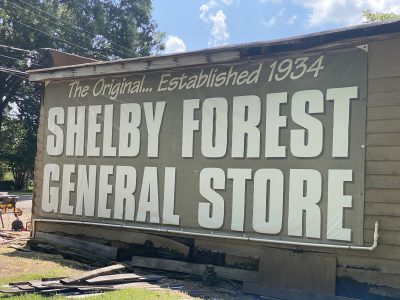 The Original... Established 1934
SHELBY FOREST
GENERAL STORE